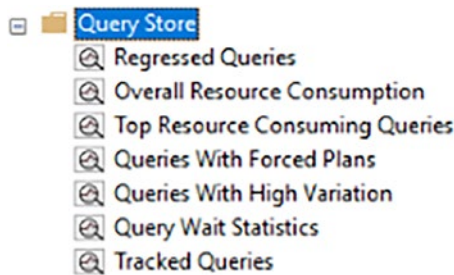 Query Store
Regressed Queries
Overall Resource Consumption
Top Resource Consuming Queries
Queries With Forced Plans
Queries With High Variation
Query Wait Statistics
Tracked Queries